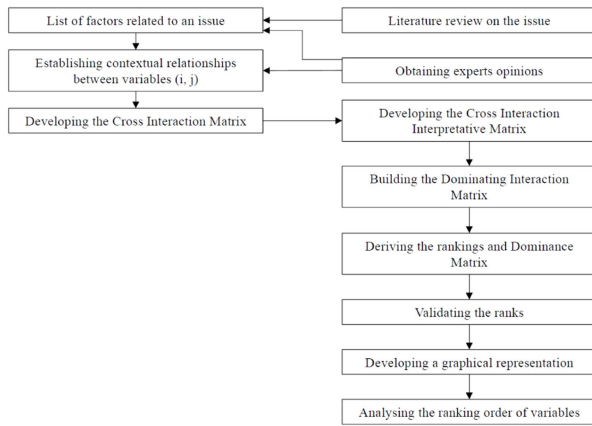 List of factors related to an issue
Literature review on the issue
Establishing contextual relationships
between variables (i, j)
Obtaining experts opinions
Developing the Cross Interaction Matrix
Developing the Cross Interaction
Interpretative Matrix
Building the Dominating Interaction
Matrix
Deriving the rankings and Dominance
Matrix
Validating the ranks
Developing a graphical representation
Analysing the ranking order of variables